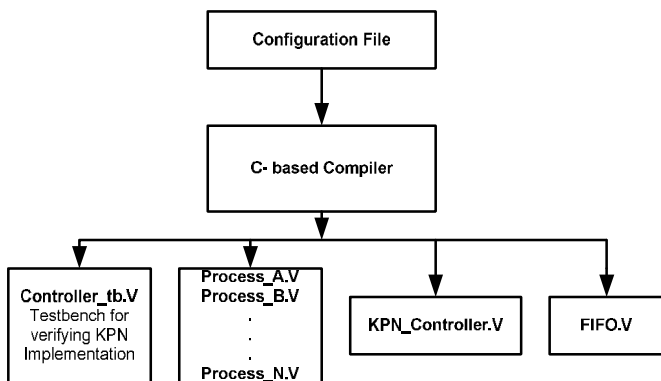 Configuration File
C- based Compiler
Controller_tb.V
Testbench for
verifying KPN
Implementation
Process_A.V
Process_B.V
.
.
.
Process_N.V
KPN_Controller.V
FIFO.V